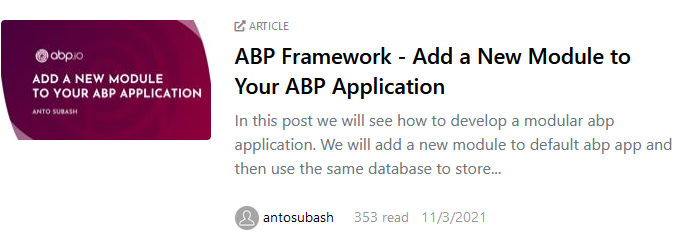 abp.io
ADD A NEW MODULE
TO YOUR ABP APPLICATION
ANTO SUBASH
ARTICLE
ABP Framework - Add a New Module to
Your ABP Application
In this post we will see how to develop a modular abp
application. We will add a new module to default abp app and
then use the same database to store...
antosubash 353 read 11/3/2021